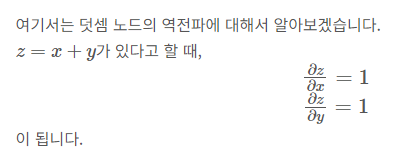 여기서는 덧셈 노드의 역전파에 대해서 알아보겠습니다.
z = x + y가 있다고 할 때,
∂z/∂x = 1
∂z/∂y = 1
이 됩니다.